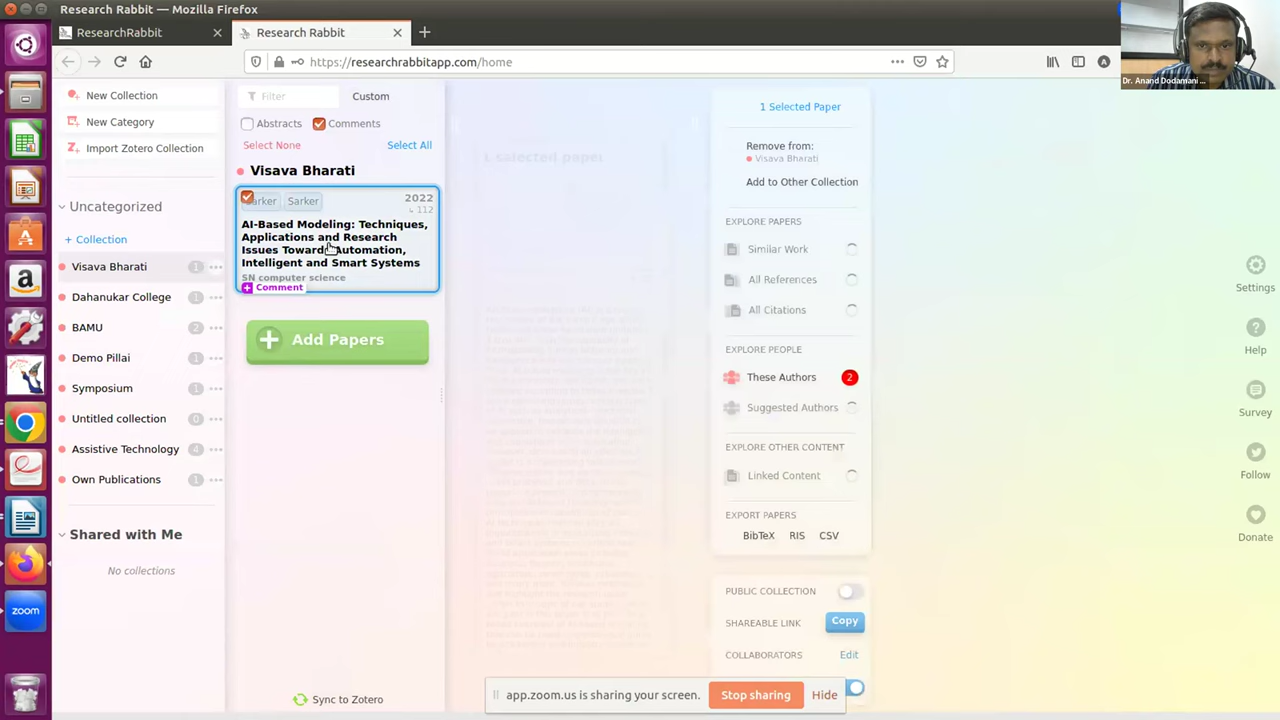 Research Rabbit — Mozilla Firefox
ResearchRabbit
Research Rabbit
https://researchrabbitapp.com/home
Dr. Anand Dodamani ...
New Collection
New Category
Import Zotero Collection
Uncategorized
+ Collection
Visava Bharati 1
Dahanukar College 1
BAMU 2
Demo Pillai 1
Symposium 1
Untitled collection 0
Assistive Technology 4
Own Publications 1
Shared with Me
No collections
Filter
Custom
Abstracts Comments
Select None Select All
Visava Bharati
Sarker 2022
112
AI-Based Modeling: Techniques,
Applications and Research
Issues Towards Automation,
Intelligent and Smart Systems
SN computer science
Comment
Add Papers
Sync to Zotero
selected paper
1 Selected Paper
Remove from:
Visava Bharati
Add to Other Collection
EXPLORE PAPERS
Similar Work
All References
All Citations
EXPLORE PEOPLE
These Authors 2
Suggested Authors
EXPLORE OTHER CONTENT
Linked Content
EXPORT PAPERS
BibTeX RIS CSV
PUBLIC COLLECTION
SHAREABLE LINK Copy
COLLABORATORS Edit
app.zoom.us is sharing your screen. Stop sharing Hide
Settings
Help
Survey
Follow
Donate
zoom